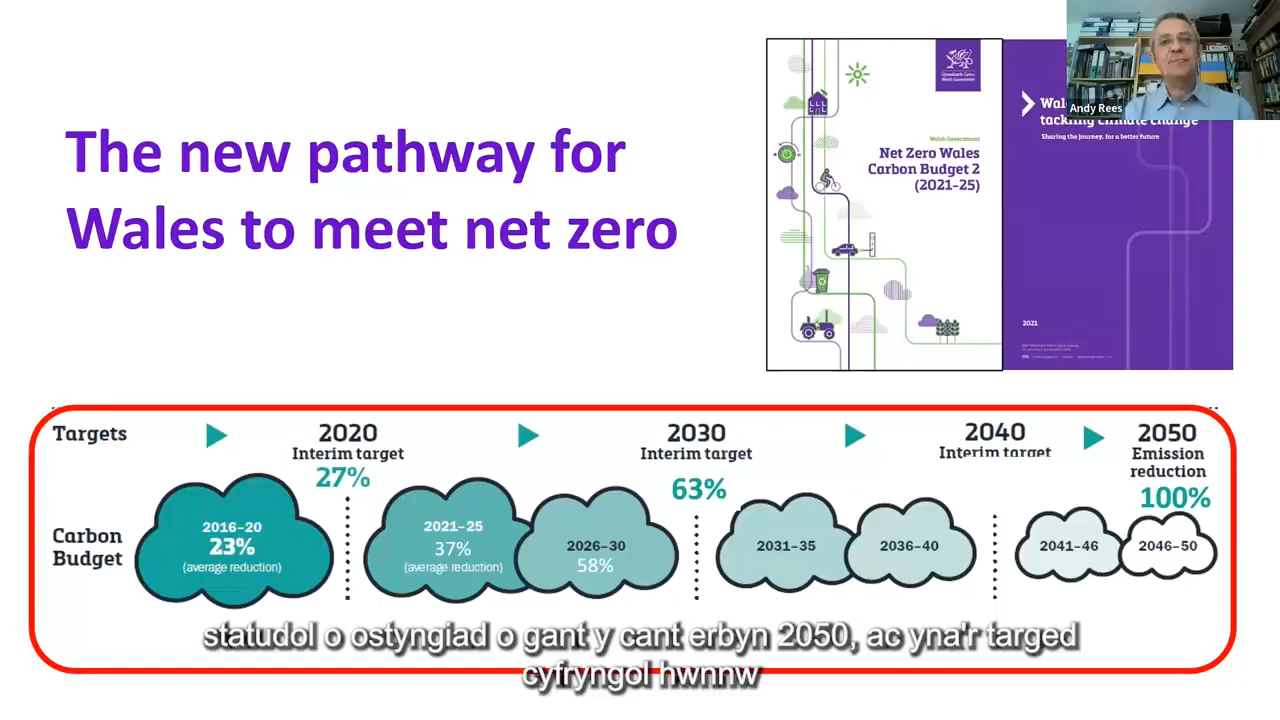 The new pathway for
Wales to meet net zero
Welsh Government
Net Zero Wales
Carbon Budget 2
(2021-25)
Llywodraeth Cymru
Welsh Government
tackling climate change
Sharing the journey, for a better future
2021
Andy Rees
Targets
2020
Interim target
27%
2030
Interim target
63%
2040
Interim target
2050
Emission
reduction
100%
Carbon
Budget
2016-20
23%
(average reduction)
2021-25
37%
(average reduction)
2026-30
58%
2031-35
2036-40
2041-46
2046-50
statudol o ostyngiad o gant y cant erbyn 2050, ac yna'r targed
cyfryngol hwnnw